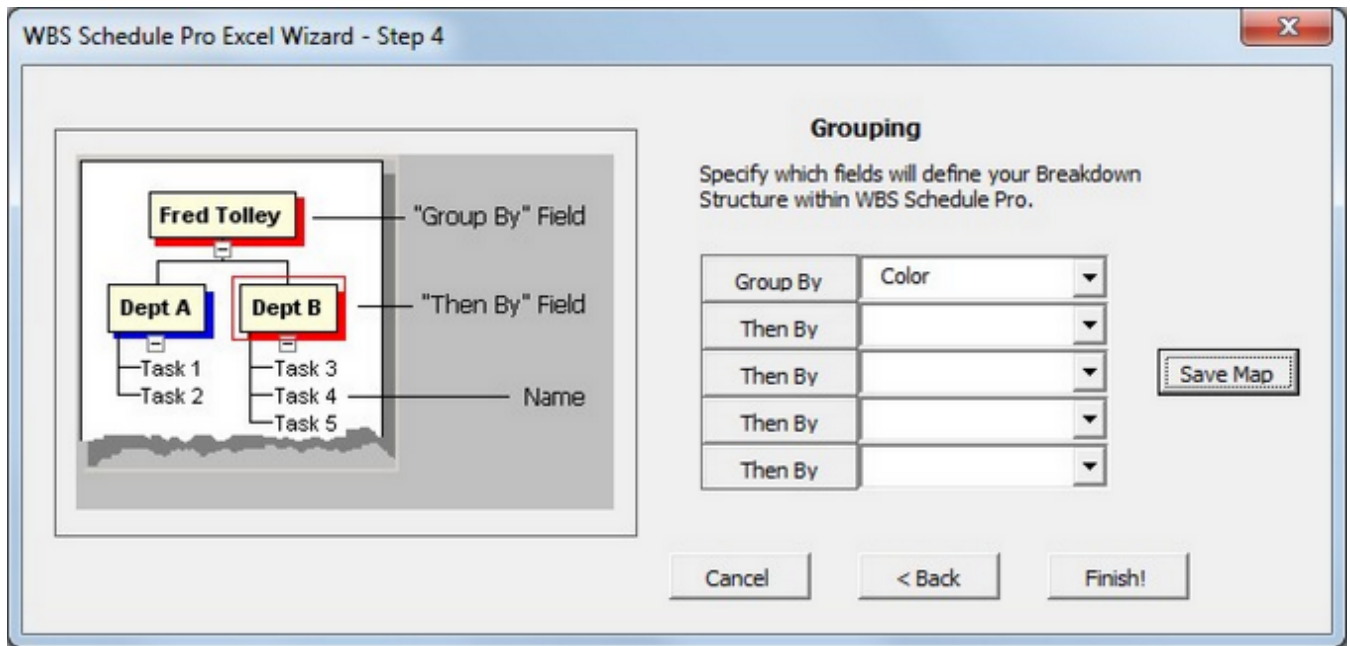 WBS Schedule Pro Excel Wizard - Step 4
Fred Tolley
"Group By" Field
Dept A
Dept B
"Then By" Field
Task 1
Task 3
Task 2
Task 4
Name
Task 5
Grouping
Specify which fields will define your Breakdown
Structure within WBS Schedule Pro.
Group By
Color
Then By
Then By
Then By
Then By
Save Map
Cancel
< Back
Finish!